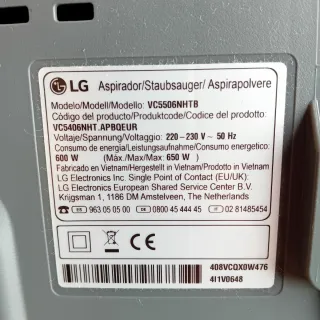 LG Aspirador/Staubsauger/ Aspirapolvere
Modelo/Modell/Modello: VC5506NHTB
Código del producto/Produktcode/Codice del prodotto:
VC5406NHT.APBQEUR
Voltaje/Spannung/Voltaggio: 220 - 230 V ~ 50 Hz
Consumo de energía/Leistungsaufnahme/Consumo energetico:
600 W (Máx./Max/Max) 650 W
Fabricado en Vietnam/Hergestellt in Vietnam/Prodotto in Vietnam
LG Electronics Inc. Single Point of Contact (EU/UK):
LG Electronics European Shared Service Center B.V.
Krijgsman 1, 1186 DM Amstelveen, The Netherlands
ES 963 05 05 00 DE 0800 45 444 45 IT 02 81485454
CE
408VCQX0W476
4I1V0648